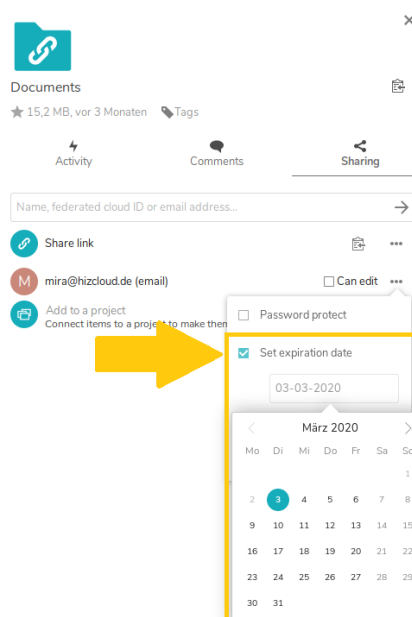 Documents
15,2 MB, vor 3 Monaten Tags
Activity Comments Sharing
Name, federated cloud ID or email address...
Share link
M mira@hizcloud.de (email) Can edit
Add to a project
Connect items to a project to make them
Password protect
Set expiration date
03-03-2020
März 2020
Mo Di Mi Do Fr Sa So
1
2 3 4 5 6 7 8
9 10 11 12 13 14 15
16 17 18 19 20 21 22
23 24 25 26 27 28 29
30 31